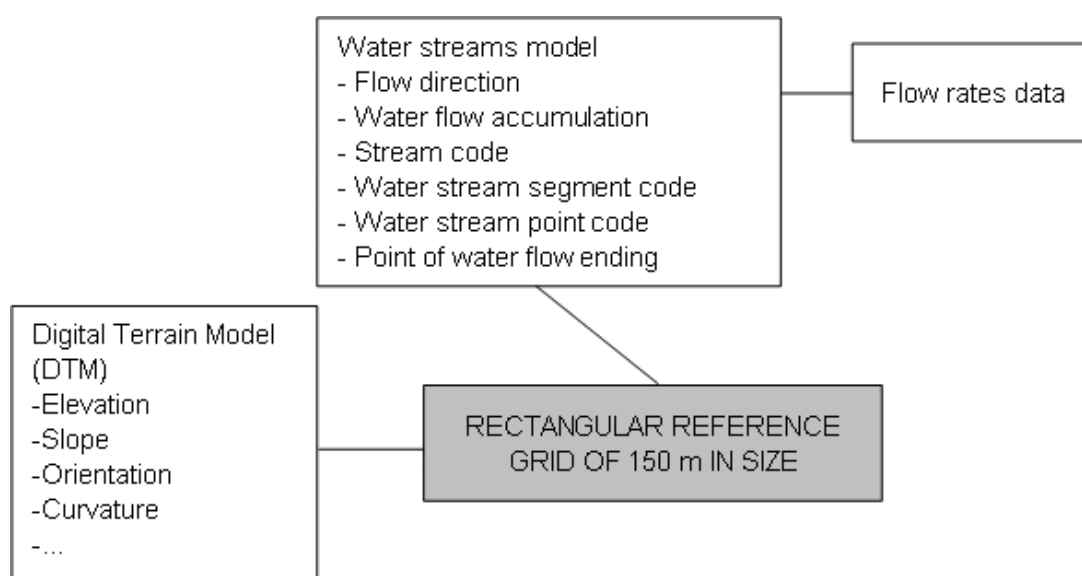 Water streams model
- Flow direction
- Water flow accumulation
- Stream code
- Water stream segment code
- Water stream point code
- Point of water flow ending
Flow rates data
Digital Terrain Model
(DTM)
-Elevation
-Slope
-Orientation
-Curvature
-...
RECTANGULAR REFERENCE
GRID OF 150 m IN SIZE